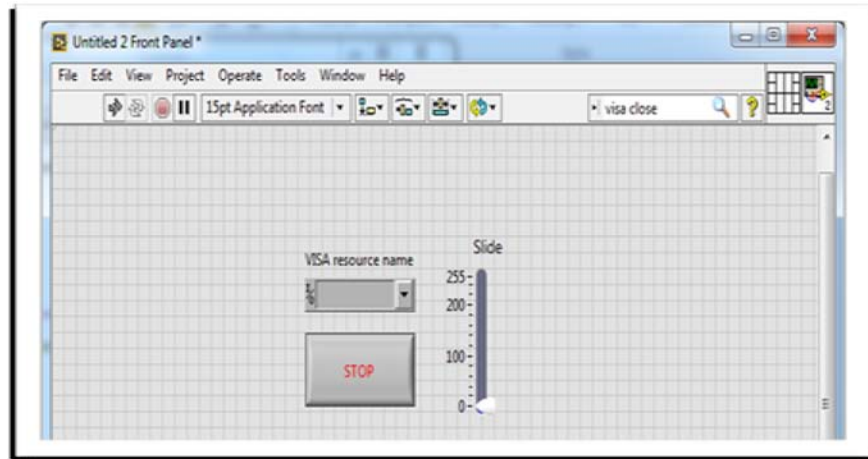 Untitled 2 Front Panel *
File Edit View Project Operate Tools Window Help
15pt Application Font visa close
2
Slide
VISA resource name
255
200
STOP
100
0